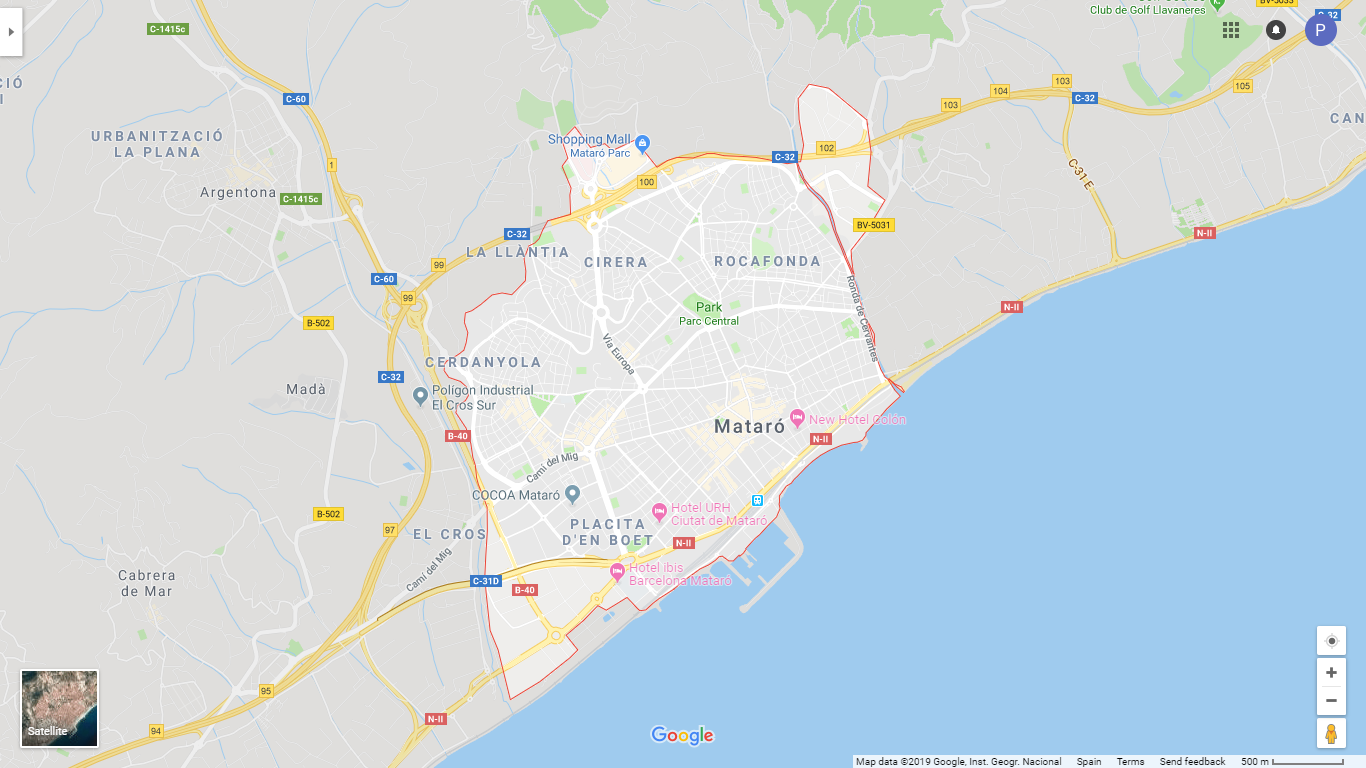 Golf Course
Club de Golf Llavaneres
BV-5033
C-32
P
C-1415c
CIÓ
I
C-60
103
103
104
105
C-32
CAN
URBANITZACIÓ
LA PLANA
Shopping Mall
Mataró Parc
C-32
102
1
100
C-31 E
Argentona
C-1415c
BV-5031
C-32
N-II
LA LLÀNTIA
CIRERA
ROCAFONDA
99
C-60
99
Ronda de Cervantes
Park
Parc Central
N-II
B-502
Via Europa
CERDANYOLA
C-32
Madà
Polígon Industrial
El Cros Sur
New Hotel Colón
Mataró
B-40
N-II
Camí del Mig
COCOA Mataró
Hotel URH
Ciutat de Mataró
B-502
PLACITA
D'EN BOET
97
EL CROS
N-II
Camí del Mig
Hotel ibis
Barcelona Mataró
Cabrera
de Mar
C-31D
B-40
95
N-II
94
Satellite
Google
Map data ©2019 Google, Inst. Geogr. Nacional Spain Terms Send feedback 500 m